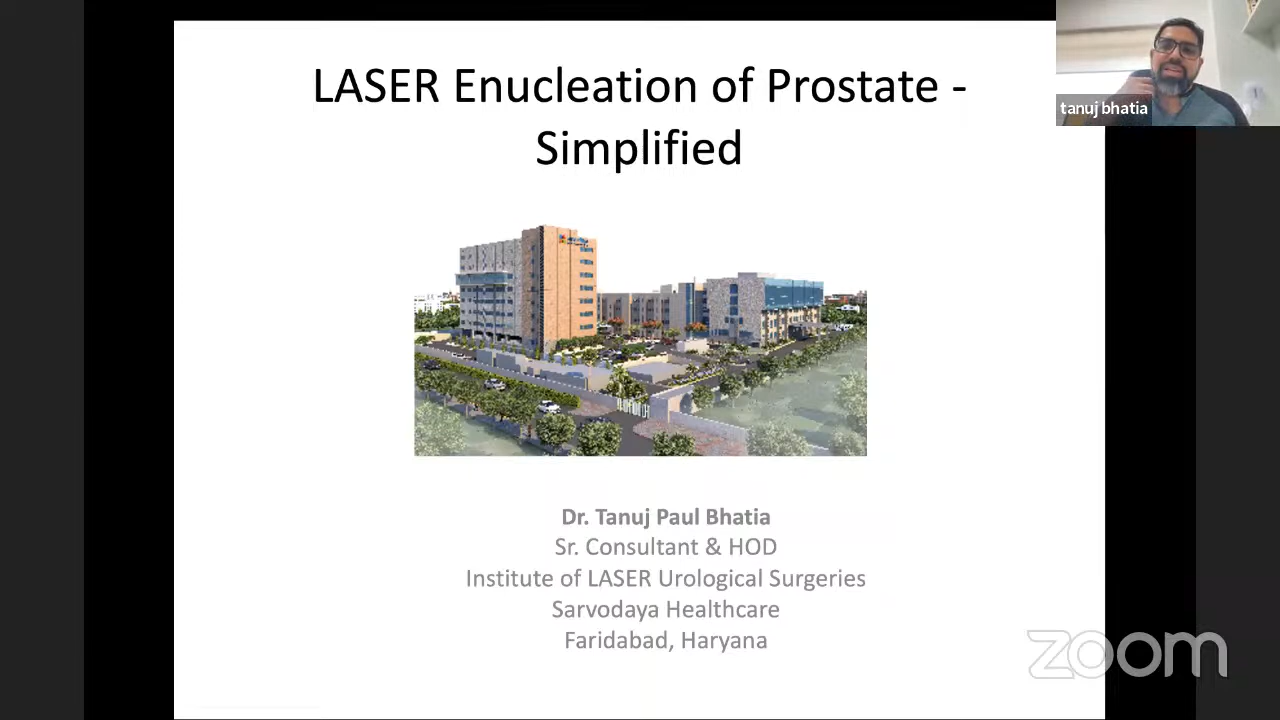 LASER Enucleation of Prostate -
Simplified
tanuj bhatia
Dr. Tanuj Paul Bhatia
Sr. Consultant & HOD
Institute of LASER Urological Surgeries
Sarvodaya Healthcare
Faridabad, Haryana
zoom